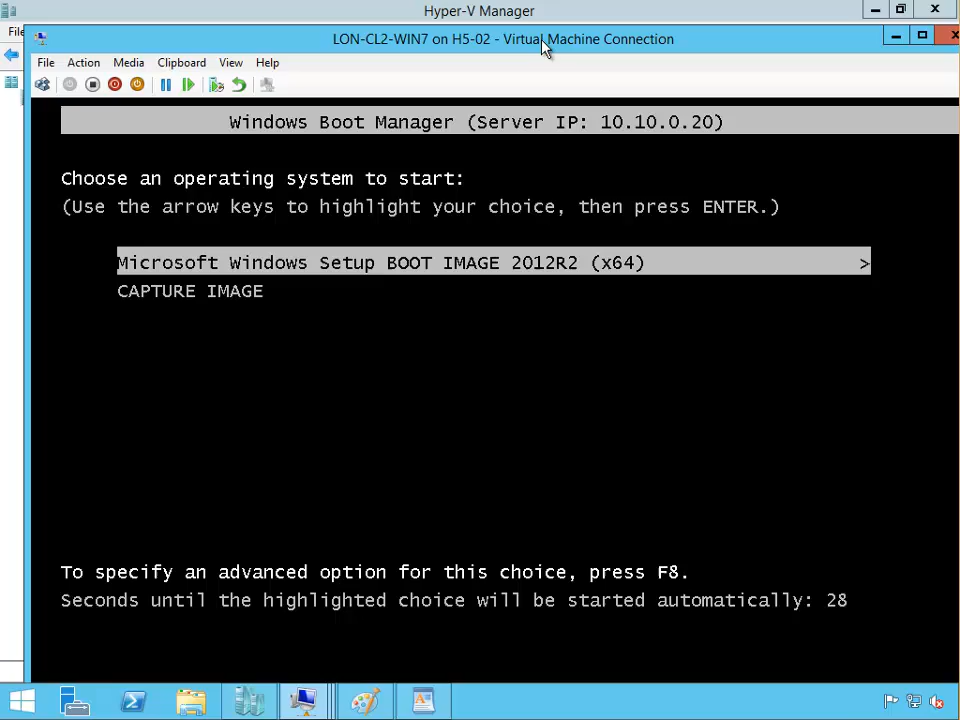 Hyper-V Manager
Fil
LON-CL2-WIN7 on H5-02 - Virtual Machine Connection
File Action Media Clipboard View Help
Windows Boot Manager (Server IP: 10.10.0.20)
Choose an operating system to start:
(Use the arrow keys to highlight your choice, then press ENTER.)
Microsoft Windows Setup BOOT IMAGE 2012R2 (x64) >
CAPTURE IMAGE
To specify an advanced option for this choice, press F8.
Seconds until the highlighted choice will be started automatically: 28